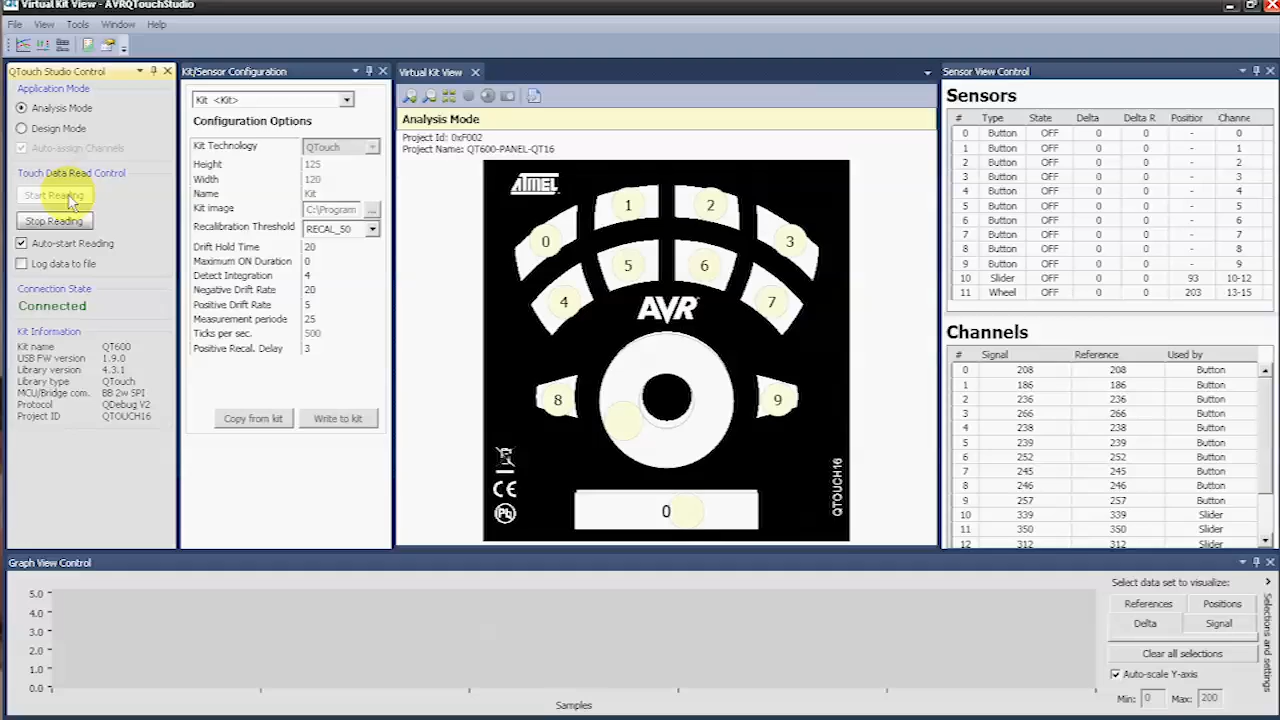 Virtual Kit View - AVRQTouchStudio
File View Tools Window Help
QTouch Studio Control
Application Mode
Analysis Mode
Design Mode
Auto-assign Channels
Touch Data Read Control
Start Reading
Stop Reading
Auto-start Reading
Log data to file
Connection State
Connected
Kit Information
Kit name QT600
USB FW version 1.9.0
Library version 4.3.1
Library type QTouch
MCU/Bridge com. BB 2w SPI
Protocol QDebug V2
Project ID QTOUCH16
Kit/Sensor Configuration
Kit <Kit>
Configuration Options
Kit Technology QTouch
Height 125
Width 120
Name Kit
Kit image C:\Program ...
Recalibration Threshold RECAL_50
Drift Hold Time 20
Maximum ON Duration 0
Detect Integration 4
Negative Drift Rate 20
Positive Drift Rate 5
Measurement periode 25
Ticks per sec. 500
Positive Recal. Delay 3
Copy from kit Write to kit
Virtual Kit View
Analysis Mode
Project Id: 0xF002
Project Name: QT600-PANEL-QT16
ATMEL
1 2
0 3
5 6
4 7
AVR
8 9
CE
Pb
QTOUCH16
0
Sensor View Control
Sensors
# Type State Delta Delta R Positior Channe
0 Button OFF 0 0 - 0
1 Button OFF 0 0 - 1
2 Button OFF 0 0 - 2
3 Button OFF 0 0 - 3
4 Button OFF 0 0 - 4
5 Button OFF 0 0 - 5
6 Button OFF 0 0 - 6
7 Button OFF 0 0 - 7
8 Button OFF 0 0 - 8
9 Button OFF 0 0 - 9
10 Slider OFF 0 0 93 10-12
11 Wheel OFF 0 0 203 13-15
Channels
# Signal Reference Used by
0 208 208 Button
1 186 186 Button
2 236 236 Button
3 266 266 Button
4 238 238 Button
5 239 239 Button
6 252 252 Button
7 245 245 Button
8 246 246 Button
9 257 257 Button
10 339 339 Slider
11 350 350 Slider
12 312 312 Slider
Graph View Control
5.0
4.0
3.0
2.0
1.0
0.0
Samples
Select data set to visualize:
References Positions
Delta Signal
Clear all selections
Auto-scale Y-axis
Min: 0 Max: 200
Selections and settings